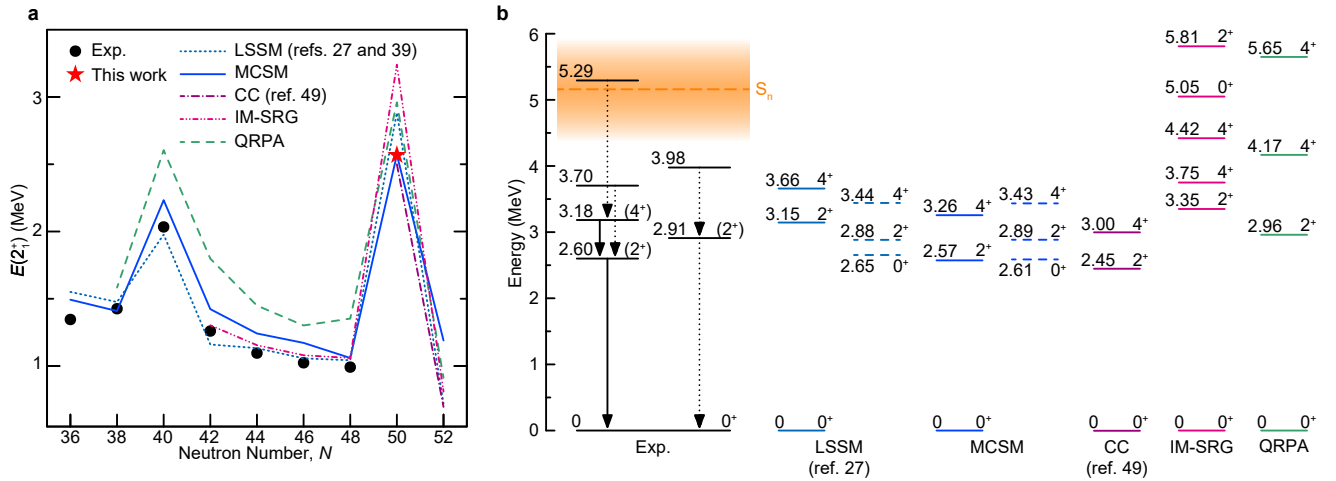 a
Exp.
This work
LSSM (refs. 27 and 39)
MCSM
CC (ref. 49)
IM-SRG
QRPA
E(2⁺₁) (MeV)
3
2
1
36 38 40 42 44 46 48 50 52
Neutron Number, N
b
Energy (MeV)
6
5
4
3
2
1
0
5.29
Sₙ
3.98
3.70
3.18 (4⁺)
2.91 (2⁺)
2.60 (2⁺)
0 0⁺
Exp.
3.66 4⁺
3.15 2⁺
3.44 4⁺
2.88 2⁺
2.65 0⁺
0 0⁺
LSSM
(ref. 27)
3.26 4⁺
2.57 2⁺
3.43 4⁺
2.89 2⁺
2.61 0⁺
0 0⁺
MCSM
3.00 4⁺
2.45 2⁺
0 0⁺
CC
(ref. 49)
5.81 2⁺
5.05 0⁺
4.42 4⁺
3.75 4⁺
3.35 2⁺
0 0⁺
IM-SRG
5.65 4⁺
4.17 4⁺
2.96 2⁺
0 0⁺
QRPA